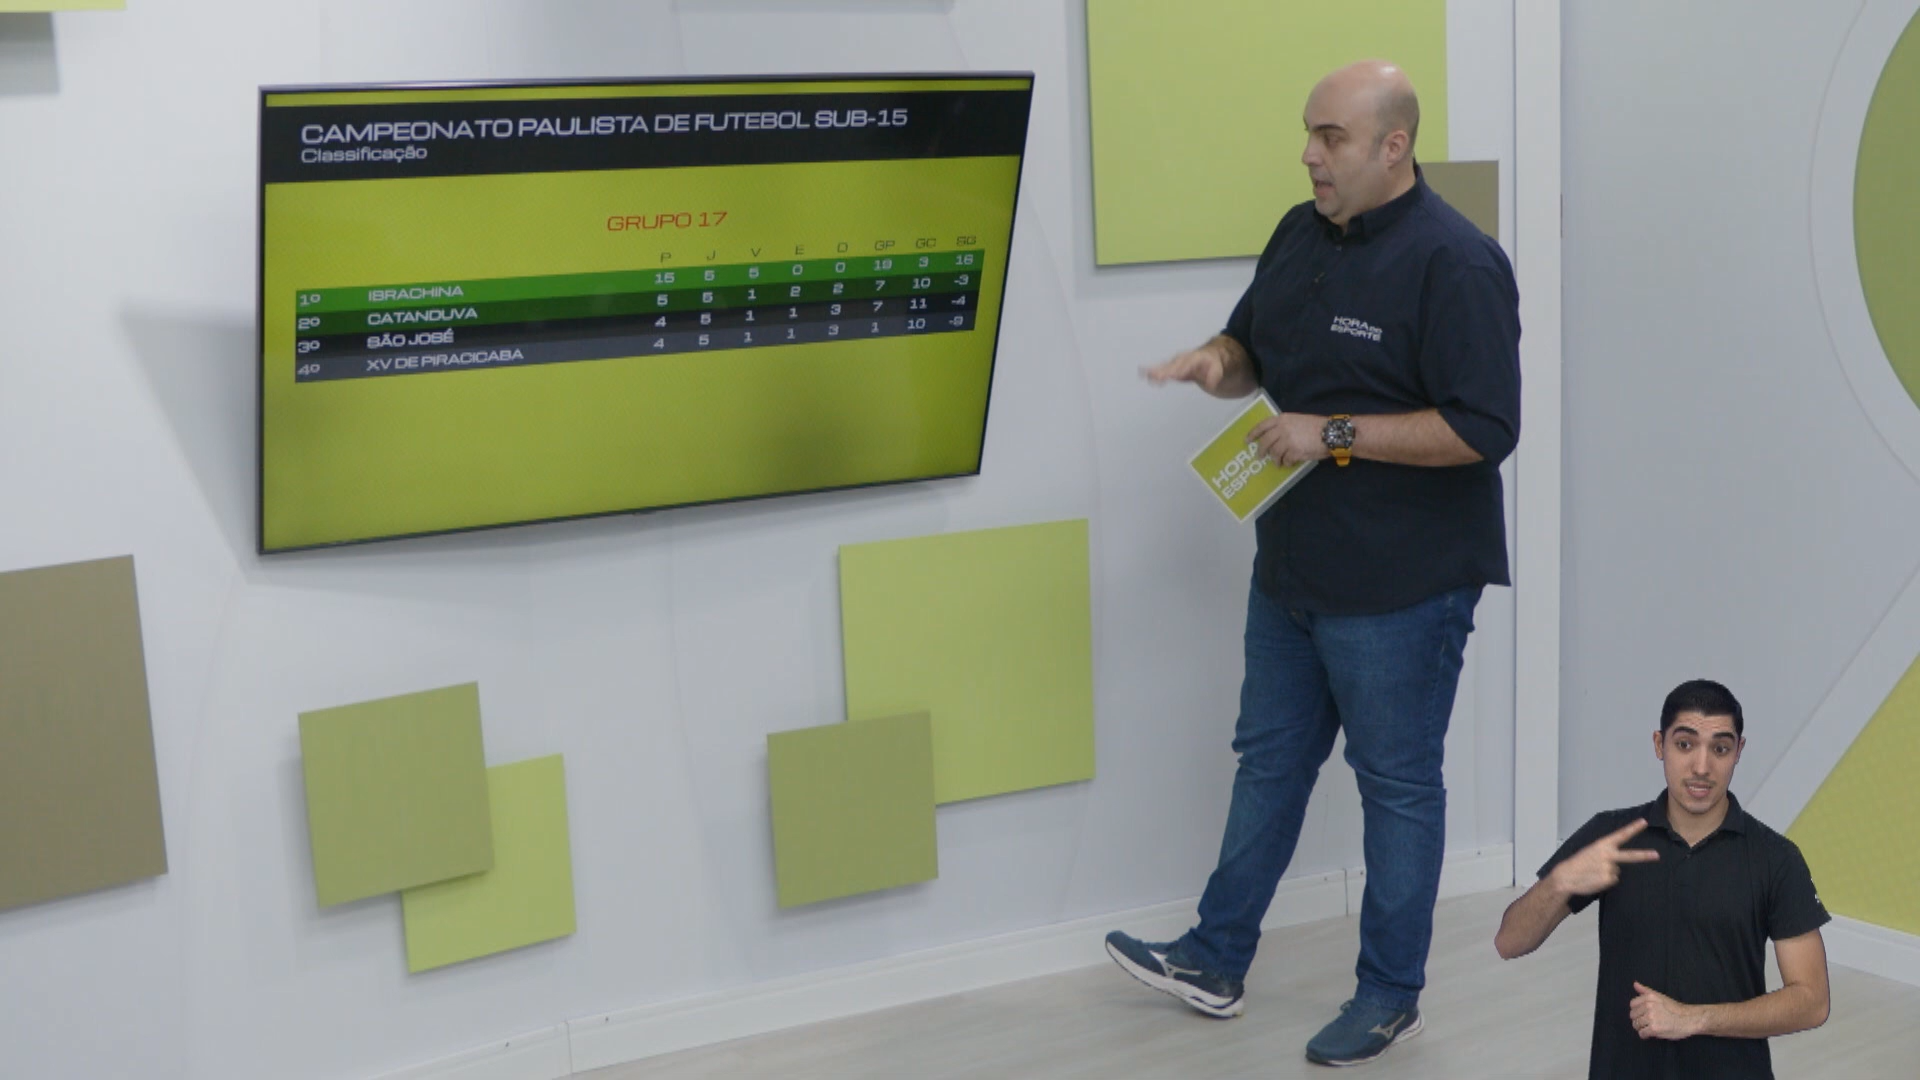 CAMPEONATO PAULISTA DE FUTEBOL SUB-15
Classificação
GRUPO 17
P J V E D GP GC SG
1º IBRACHINA 15 5 5 0 0 19 3 16
2º CATANDUVA 5 5 1 2 2 7 10 -3
3º SÃO JOSÉ 4 5 1 1 3 7 11 -4
4º XV DE PIRACICABA 4 5 1 1 3 1 10 -9
HORA DO
ESPORTE
HORA
ESPOR